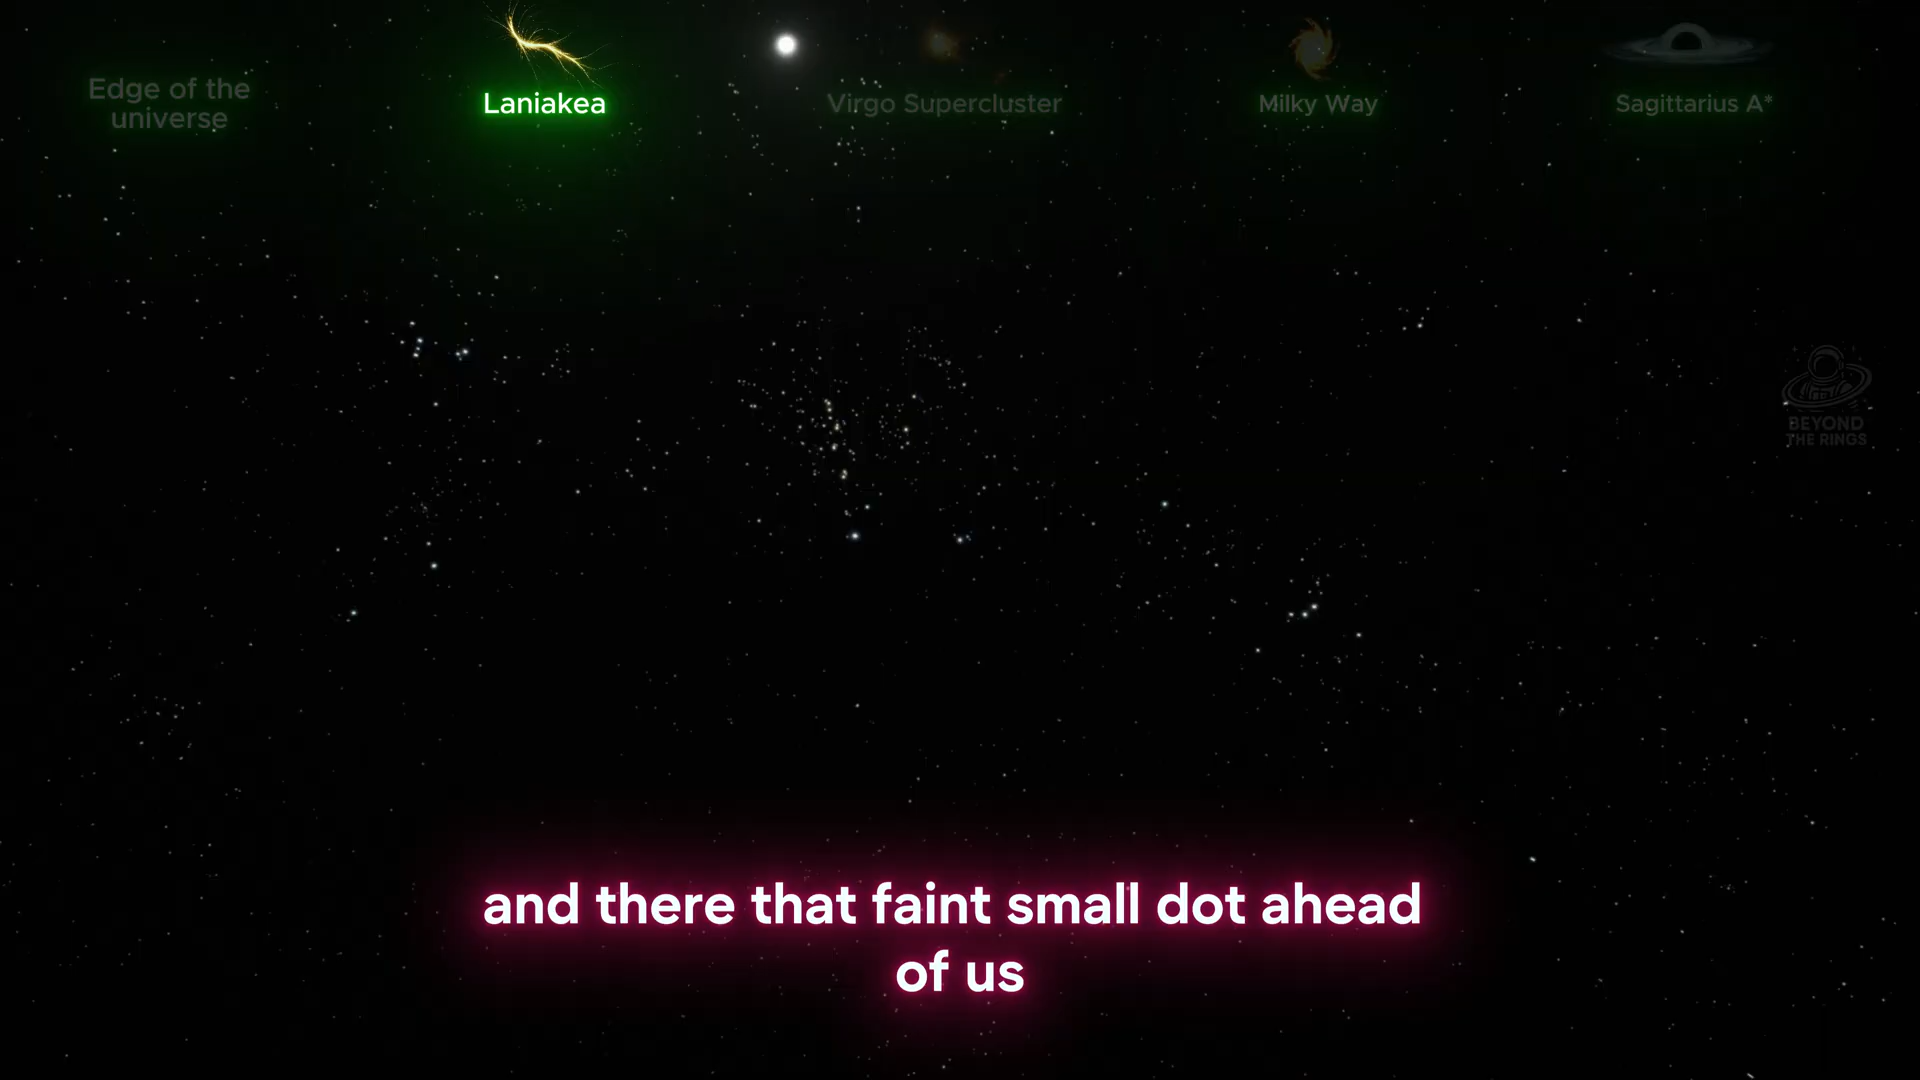 Edge of the
universe
Laniakea
Virgo Supercluster
Milky Way
Sagittarius A*
BEYOND
THE RINGS
and there that faint small dot ahead
of us